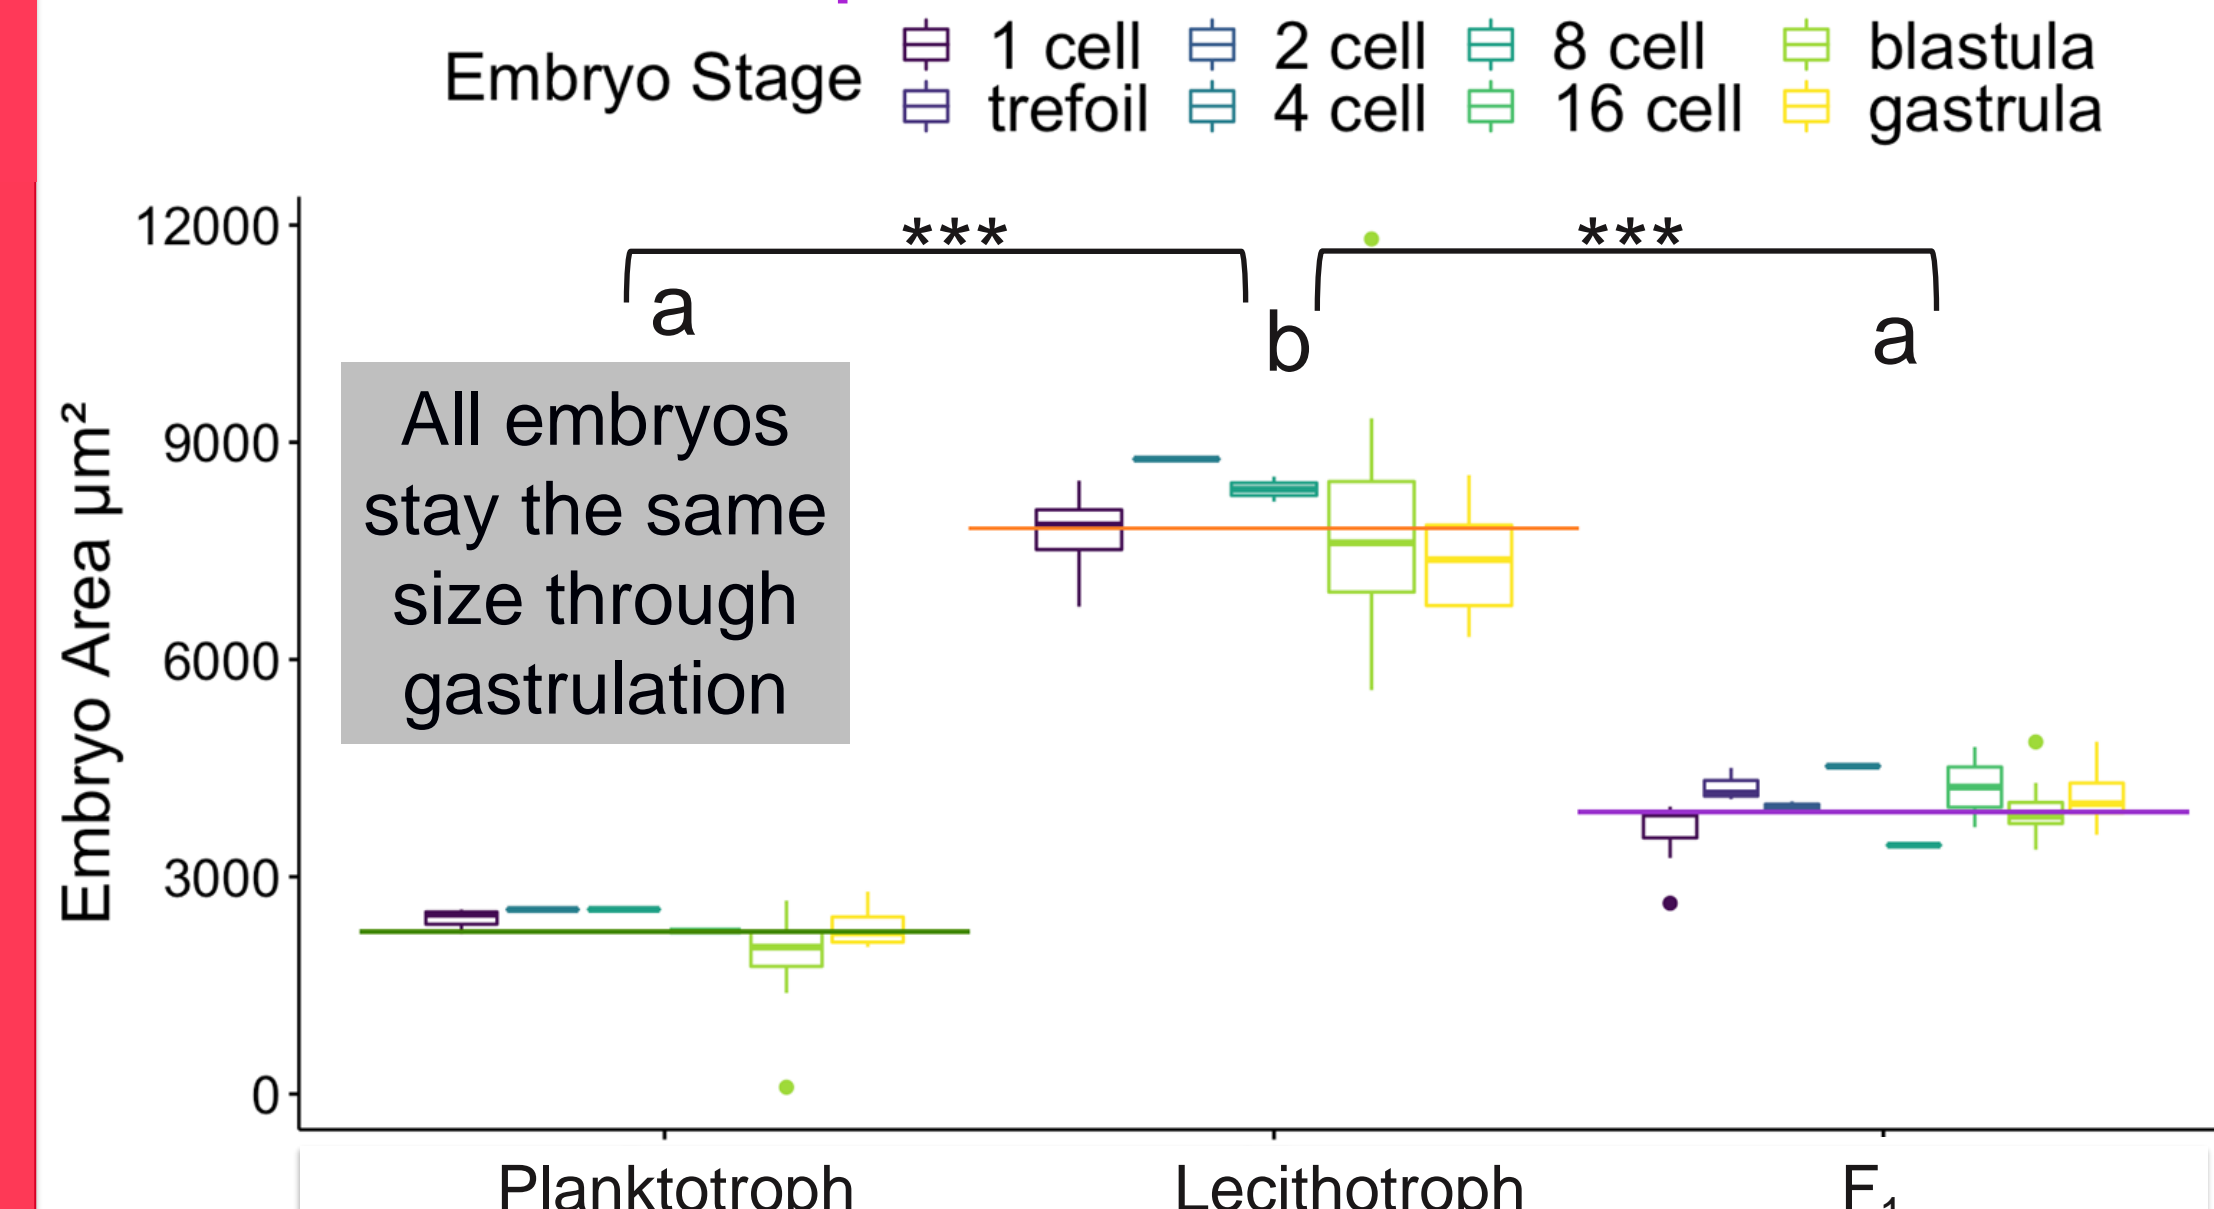 Embryo Stage
1 cell 2 cell 8 cell blastula
trefoil 4 cell 16 cell gastrula
12000
9000
6000
3000
0
Embryo Area µm²
*** ***
a b a
All embryos
stay the same
size through
gastrulation
Planktotroph Lecithotroph F₁